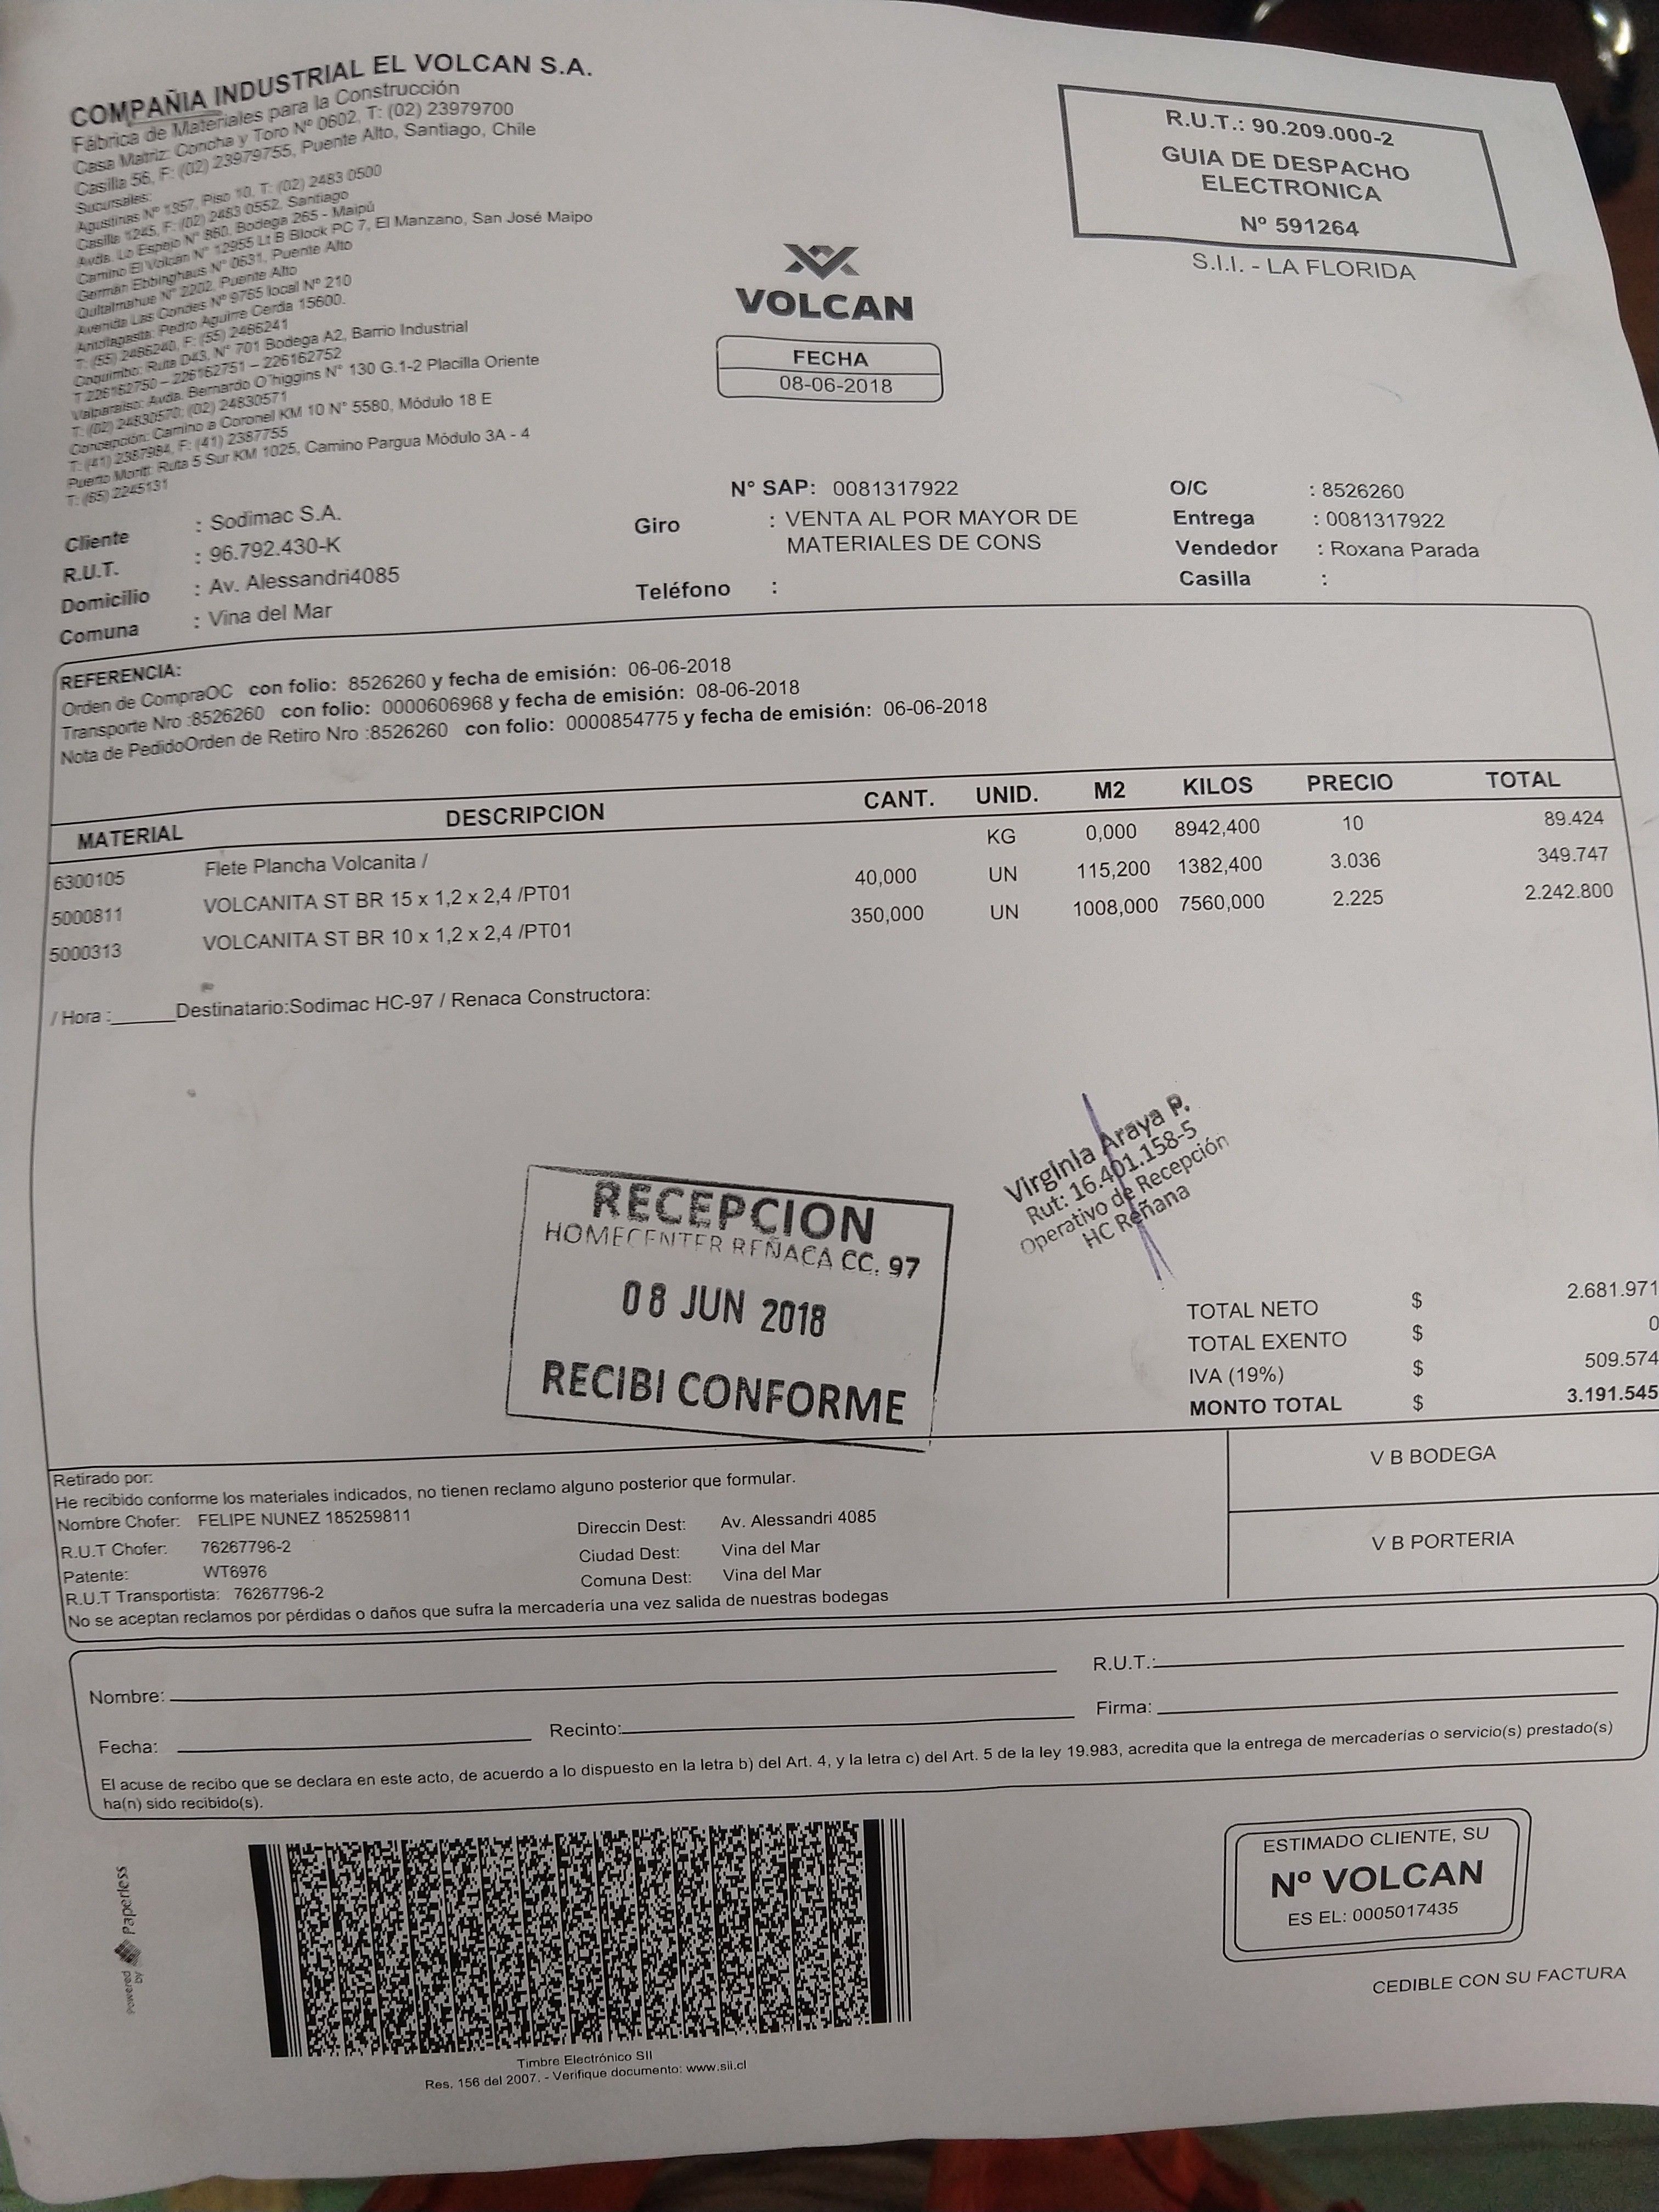 COMPAÑIA INDUSTRIAL EL VOLCAN S.A.
Fábrica de Materiales para la Construcción
Casa Matriz: Concha y Toro Nº 0602, T: (02) 23979700
Casilla 56, F: (02) 23979755, Puente Alto, Santiago, Chile
Sucursales:
Agustinas Nº 1357, Piso 10, T: (02) 2483 0500
Casilla 1245, F: (02) 2483 0552, Santiago
Avda. Lo Espejo N° 860, Bodega 265 - Maipú
Camino El Volcán N° 12955 Lt B Block PC 7, El Manzano, San José Maipo
Germán Ebbinghaus N° 0631, Puente Alto
Quitalmahue N° 2202, Puente Alto
Avenida Las Condes Nº 9765 local Nº 210
Antofagasta: Pedro Aguirre Cerda 15600.
T: (55) 2486240, F: (55) 2486241
Coquimbo: Ruta D43, N° 701 Bodega A2, Barrio Industrial
T 226162750 – 226162751 – 226162752
Valparaíso: Avda. Bernardo O´higgins N° 130 G.1-2 Placilla Oriente
T: (02) 24830570; (02) 24830571
Concepción: Camino a Coronel KM 10 N° 5580, Módulo 18 E
T: (41) 2387984, F: (41) 2387755
Puerto Montt: Ruta 5 Sur KM 1025, Camino Pargua Módulo 3A - 4
T: (65) 2245131
R.U.T.: 90.209.000-2
GUIA DE DESPACHO
ELECTRONICA
Nº 591264
S.I.I. - LA FLORIDA
VOLCAN
FECHA
08-06-2018
N° SAP: 0081317922
Cliente : Sodimac S.A.
R.U.T. : 96.792.430-K
Domicilio : Av. Alessandri4085
Comuna : Vina del Mar
Giro : VENTA AL POR MAYOR DE
MATERIALES DE CONS
Teléfono :
O/C : 8526260
Entrega : 0081317922
Vendedor : Roxana Parada
Casilla :
REFERENCIA:
Orden de CompraOC con folio: 8526260 y fecha de emisión: 06-06-2018
Transporte Nro :8526260 con folio: 0000606968 y fecha de emisión: 08-06-2018
Nota de PedidoOrden de Retiro Nro :8526260 con folio: 0000854775 y fecha de emisión: 06-06-2018
MATERIAL DESCRIPCION CANT. UNID. M2 KILOS PRECIO TOTAL
6300105 Flete Plancha Volcanita / KG 0,000 8942,400 10 89.424
5000811 VOLCANITA ST BR 15 x 1,2 x 2,4 /PT01 40,000 UN 115,200 1382,400 3.036 349.747
5000313 VOLCANITA ST BR 10 x 1,2 x 2,4 /PT01 350,000 UN 1008,000 7560,000 2.225 2.242.800
/ Hora :______Destinatario:Sodimac HC-97 / Renaca Constructora:
Virginia Araya P.
Rut: 16.401.158-5
Operativo de Recepción
HC Reñana
RECEPCION
HOMECENTER REÑACA CC. 97
08 JUN 2018
RECIBI CONFORME
TOTAL NETO $ 2.681.971
TOTAL EXENTO $ 0
IVA (19%) $ 509.574
MONTO TOTAL $ 3.191.545
V B BODEGA
V B PORTERIA
Retirado por:
He recibido conforme los materiales indicados, no tienen reclamo alguno posterior que formular.
Nombre Chofer: FELIPE NUNEZ 185259811
R.U.T Chofer: 76267796-2
Patente: WT6976
R.U.T Transportista: 76267796-2
Direccin Dest: Av. Alessandri 4085
Ciudad Dest: Vina del Mar
Comuna Dest: Vina del Mar
No se aceptan reclamos por pérdidas o daños que sufra la mercadería una vez salida de nuestras bodegas
Nombre: R.U.T.:
Fecha: Recinto: Firma:
El acuse de recibo que se declara en este acto, de acuerdo a lo dispuesto en la letra b) del Art. 4, y la letra c) del Art. 5 de la ley 19.983, acredita que la entrega de mercaderías o servicio(s) prestado(s)
ha(n) sido recibido(s).
Powered by Paperless
Timbre Electrónico SII
Res. 156 del 2007. - Verifique documento: www.sii.cl
ESTIMADO CLIENTE, SU
Nº VOLCAN
ES EL: 0005017435
CEDIBLE CON SU FACTURA